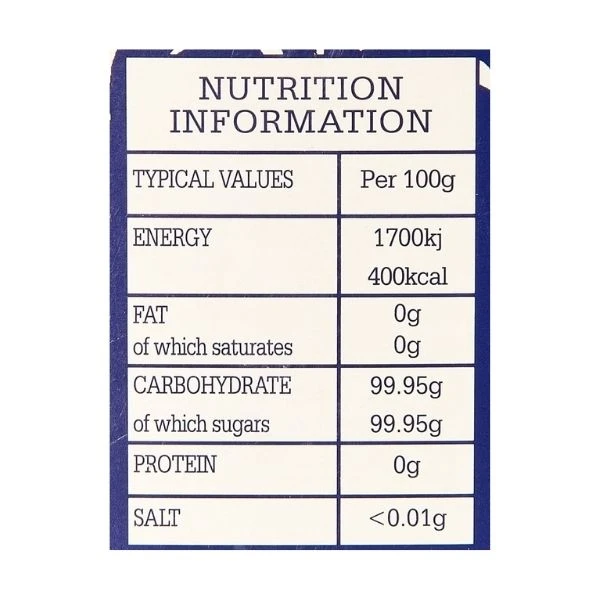 NUTRITION
INFORMATION
TYPICAL VALUES Per 100g
ENERGY 1700kj
400kcal
FAT 0g
of which saturates 0g
CARBOHYDRATE 99.95g
of which sugars 99.95g
PROTEIN 0g
SALT <0.01g